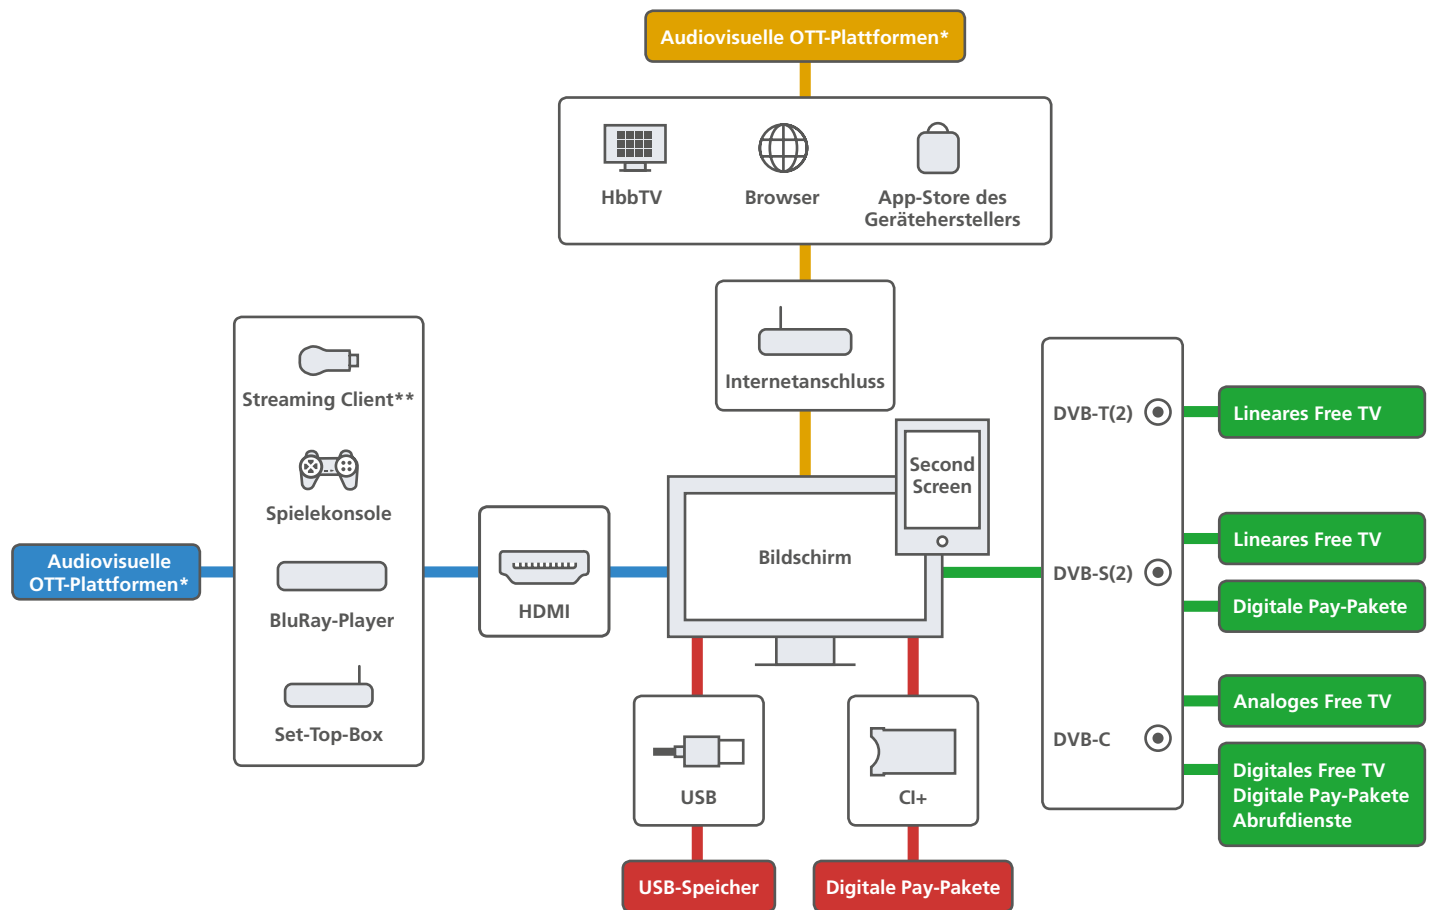 Audiovisuelle OTT-Plattformen*
HbbTV
Browser
App-Store des
Geräteherstellers
Internetanschluss
Streaming Client**
Spielekonsole
BluRay-Player
Set-Top-Box
Audiovisuelle
OTT-Plattformen*
HDMI
Bildschirm
Second
Screen
DVB-T(2)
DVB-S(2)
DVB-C
Lineares Free TV
Lineares Free TV
Digitale Pay-Pakete
Analoges Free TV
Digitales Free TV
Digitale Pay-Pakete
Abrufdienste
USB
CI+
USB-Speicher
Digitale Pay-Pakete